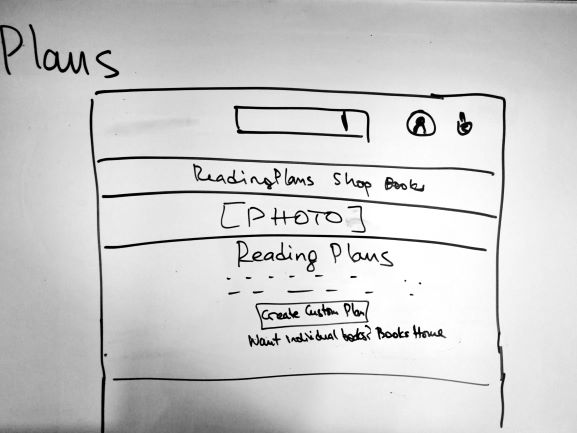 Plans
ReadingPlans Shop Books
[PHOTO]
Reading Plans
Create Custom Plan
Want Individual books? Books Home